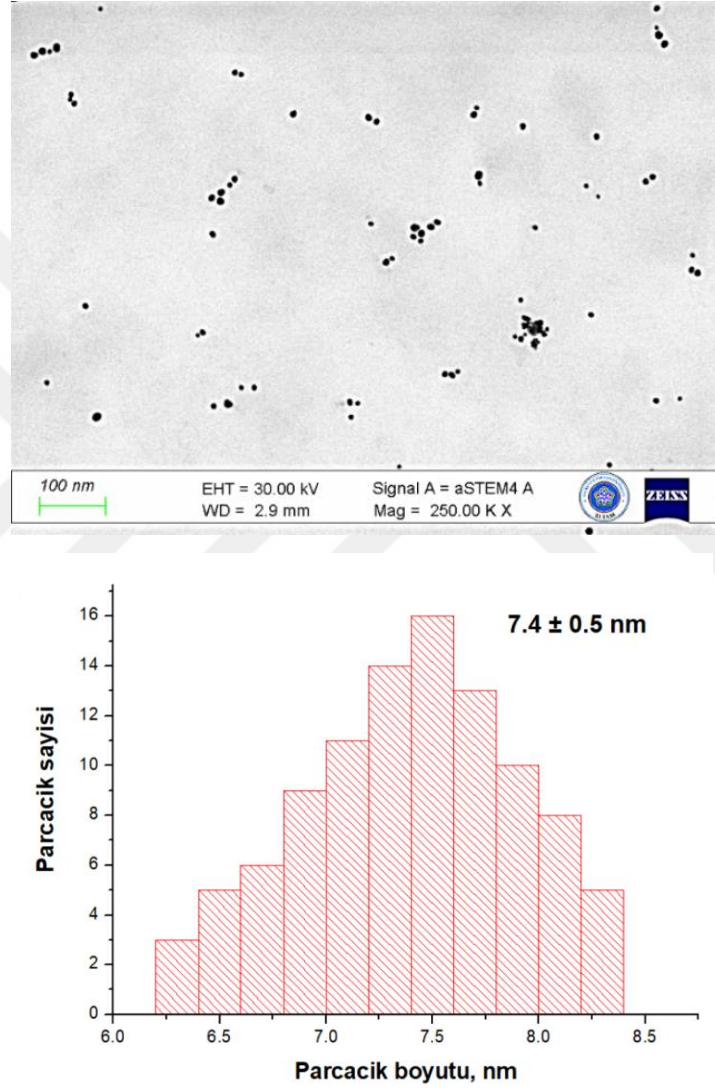 100 nm
EHT = 30.00 kV
Signal A = aSTEM4 A
WD = 2.9 mm
Mag = 250.00 K X
ZEISS
7.4 ± 0.5 nm
Parcacik sayisi
16
14
12
10
8
6
4
2
0
6.0 6.5 7.0 7.5 8.0 8.5
Parcacik boyutu, nm